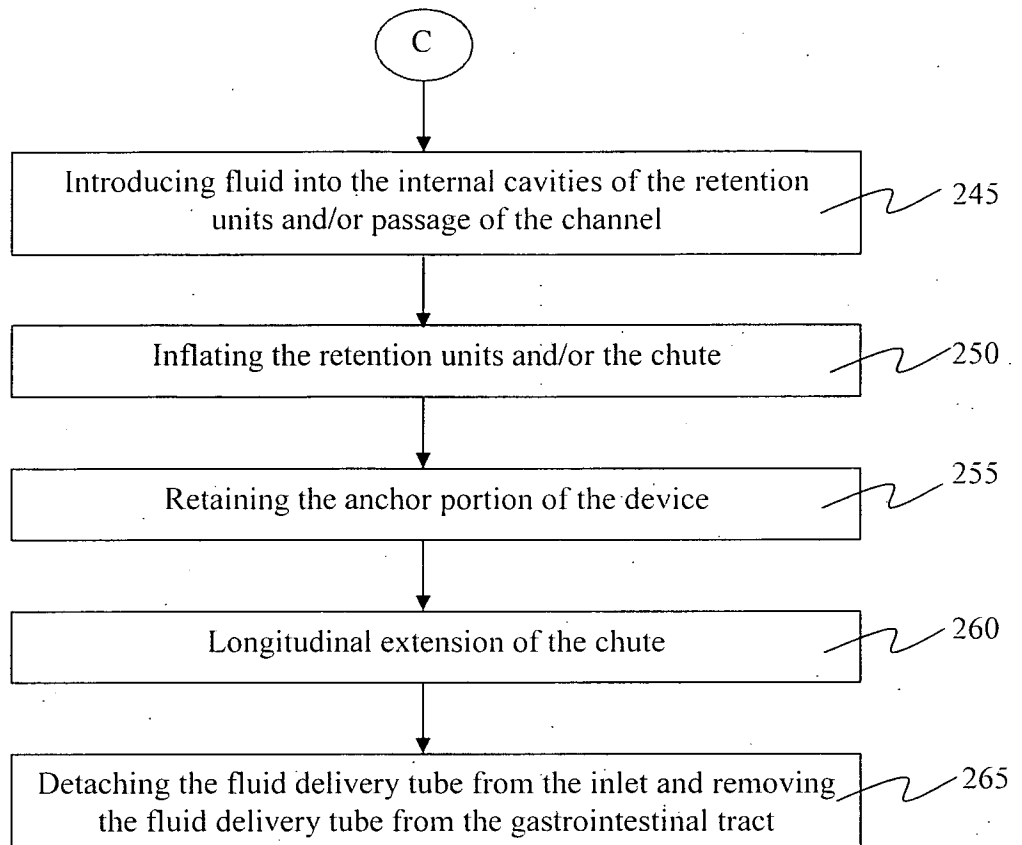 C
Introducing fluid into the internal cavities of the retention
units and/or passage of the channel
245
Inflating the retention units and/or the chute
250
Retaining the anchor portion of the device
255
Longitudinal extension of the chute
260
Detaching the fluid delivery tube from the inlet and removing
the fluid delivery tube from the gastrointestinal tract
265